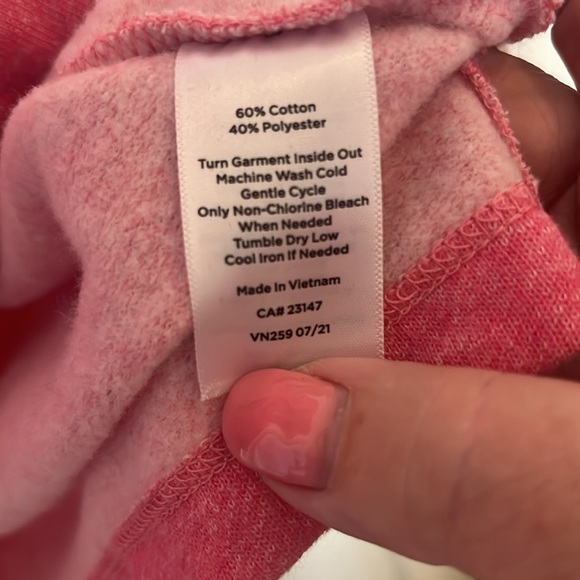 60% Cotton
40% Polyester
Turn Garment Inside Out
Machine Wash Cold
Gentle Cycle
Only Non-Chlorine Bleach
When Needed
Tumble Dry Low
Cool Iron If Needed
Made In Vietnam
CA# 23147
VN259 07/21